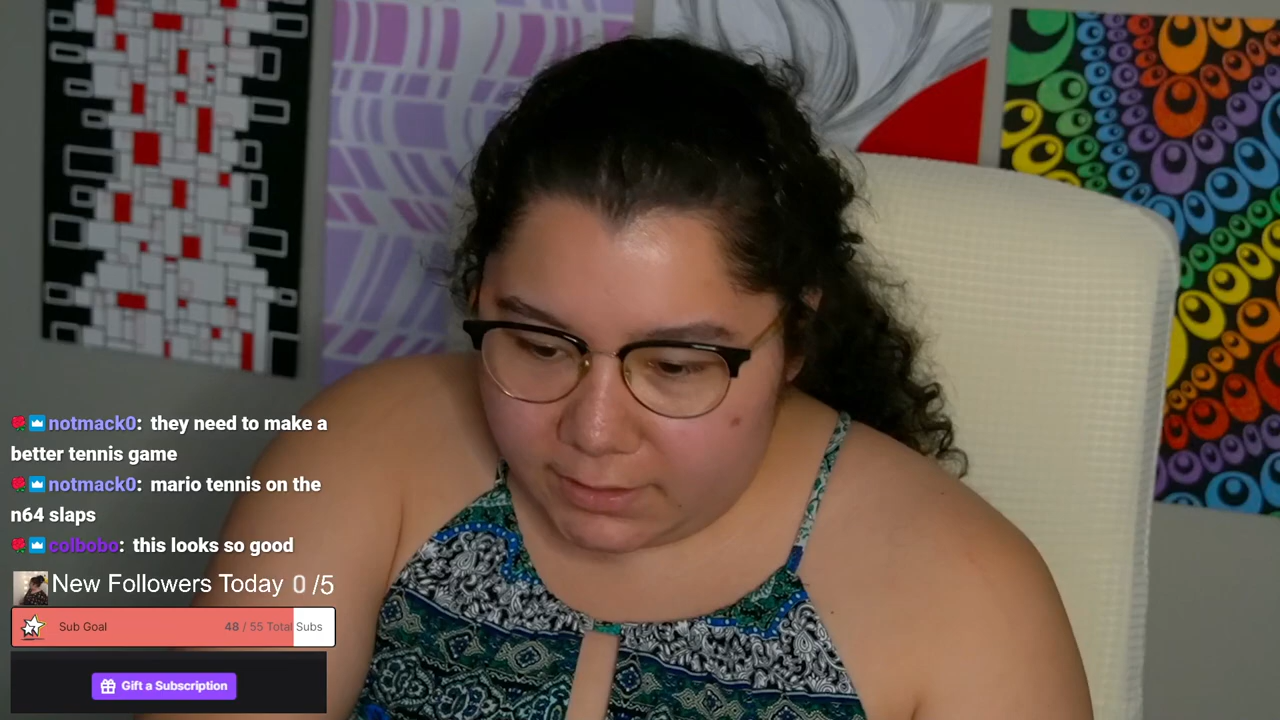 notmack0: they need to make a
better tennis game
notmack0: mario tennis on the
n64 slaps
colbobo: this looks so good
New Followers Today 0 /5
Sub Goal 48 / 55 Total Subs
Gift a Subscription